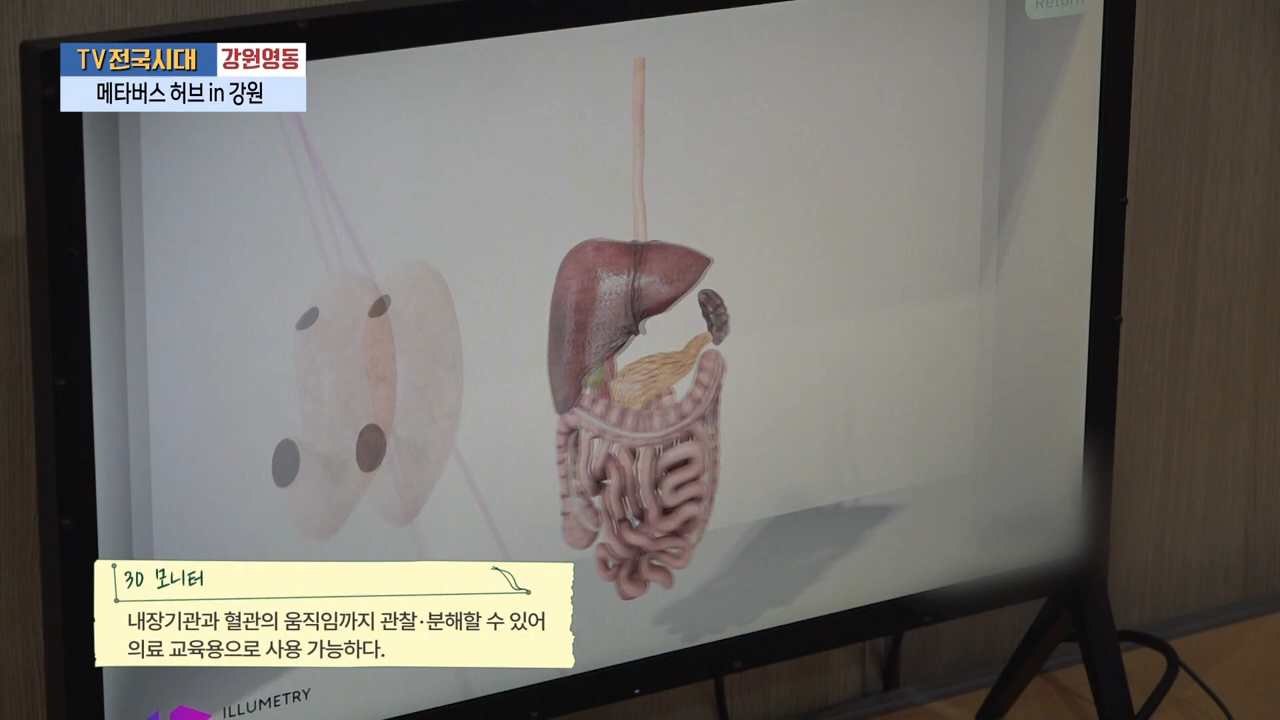 TV전국시대 강원영동
메타버스 허브 in 강원
Return
3D 모니터
내장기관과 혈관의 움직임까지 관찰·분해할 수 있어
의료 교육용으로 사용 가능하다.
ILLUMETRY